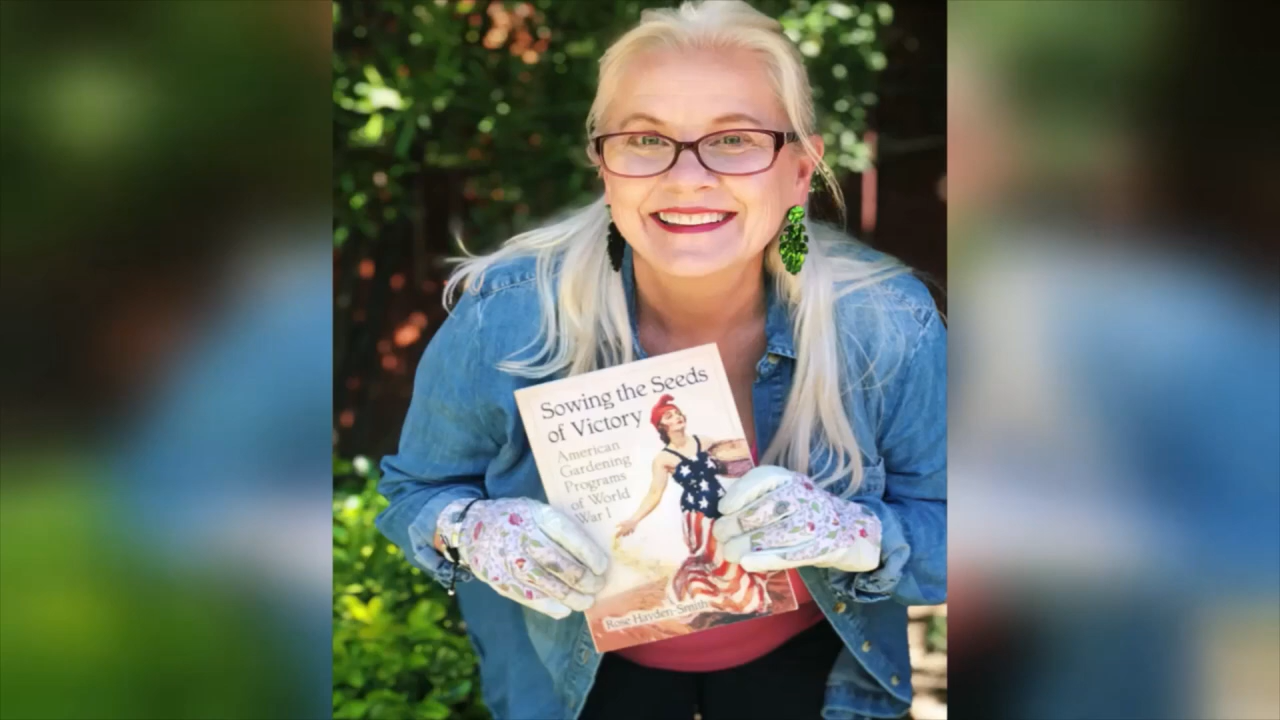 Sowing the Seeds
of Victory
American
Gardening
Programs
of World
War I
Rose Hayden-Smith